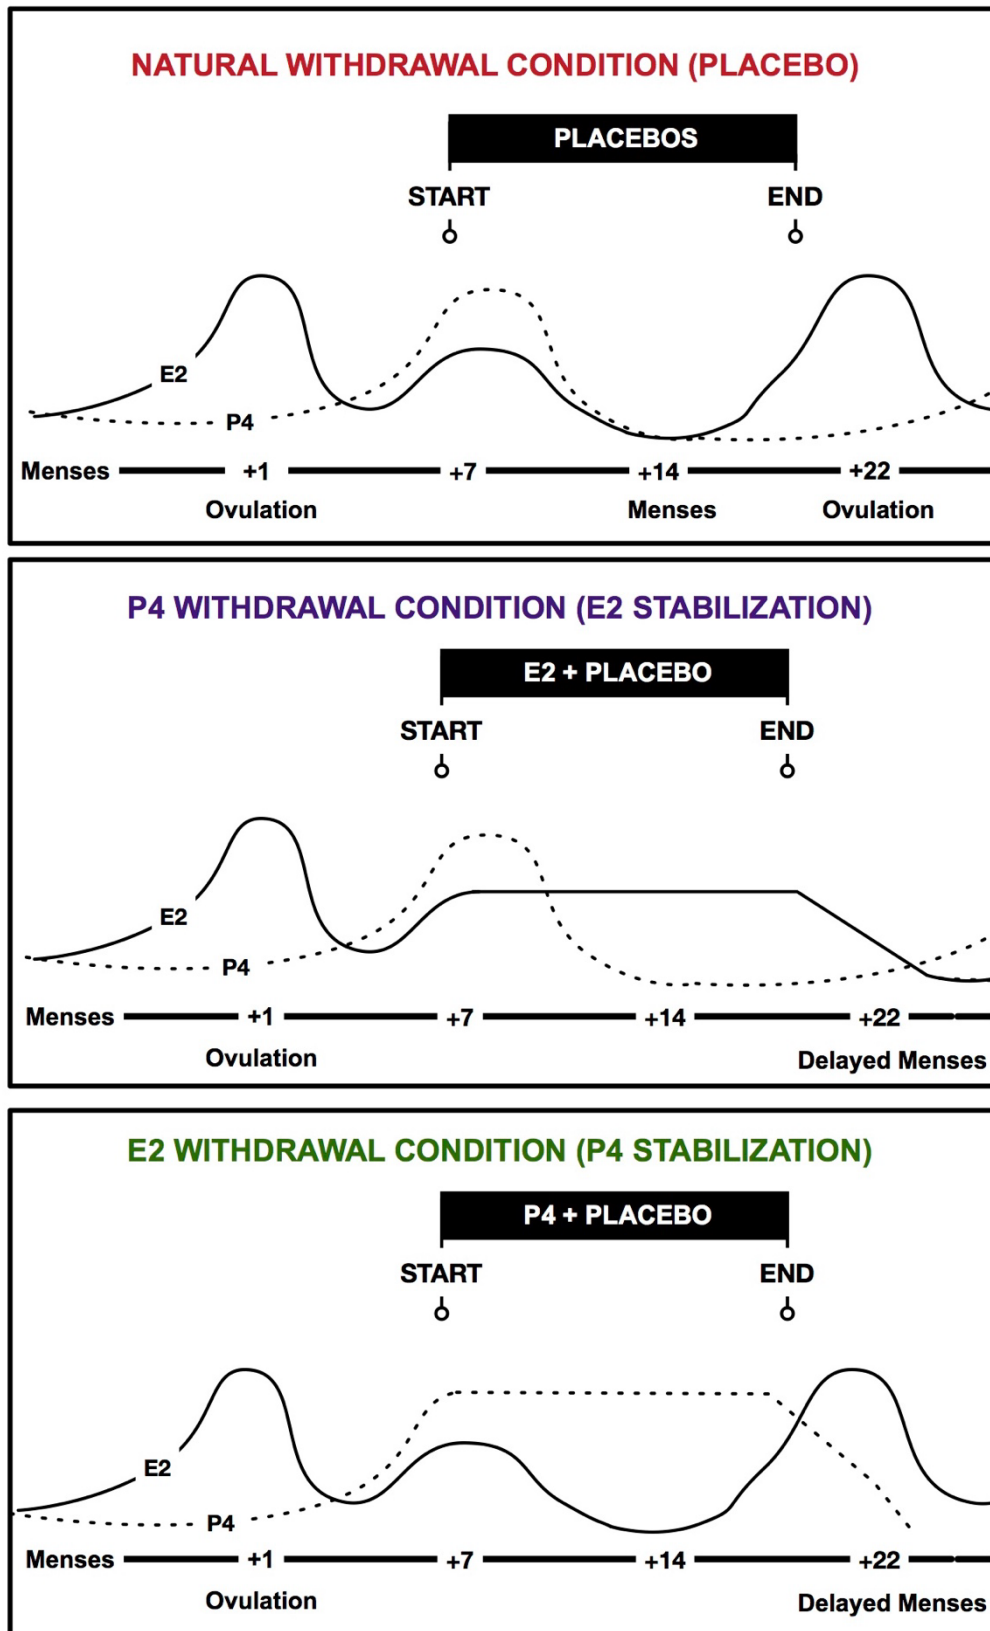 NATURAL WITHDRAWAL CONDITION (PLACEBO)
PLACEBOS
START END
E2
P4
Menses +1 +7 +14 +22
Ovulation Menses Ovulation
P4 WITHDRAWAL CONDITION (E2 STABILIZATION)
E2 + PLACEBO
START END
E2
P4
Menses +1 +7 +14 +22
Ovulation Delayed Menses
E2 WITHDRAWAL CONDITION (P4 STABILIZATION)
P4 + PLACEBO
START END
E2
P4
Menses +1 +7 +14 +22
Ovulation Delayed Menses